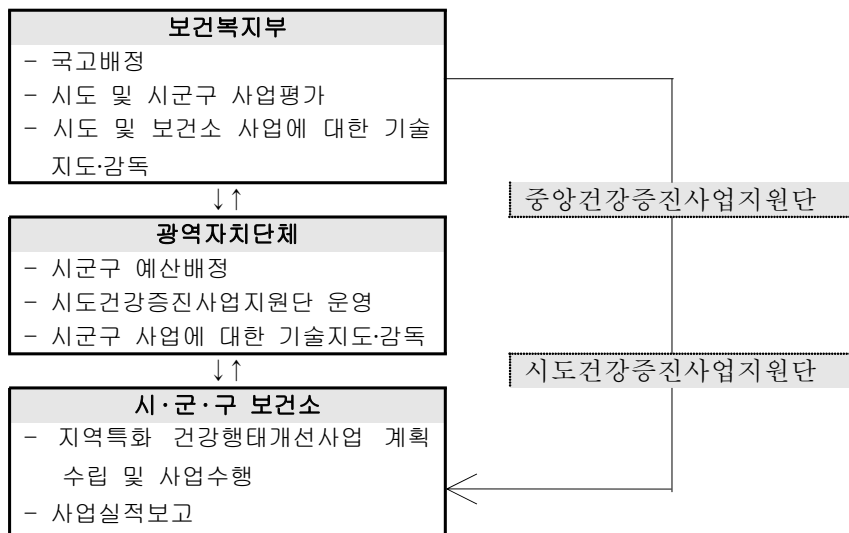 보건복지부
- 국고배정
- 시도 및 시군구 사업평가
- 시도 및 보건소 사업에 대한 기술
지도·감독
↓↑
중앙건강증진사업지원단
광역자치단체
- 시군구 예산배정
- 시도건강증진사업지원단 운영
- 시군구 사업에 대한 기술지도·감독
↓↑
시도건강증진사업지원단
시·군·구 보건소
- 지역특화 건강행태개선사업 계획
수립 및 사업수행
- 사업실적보고